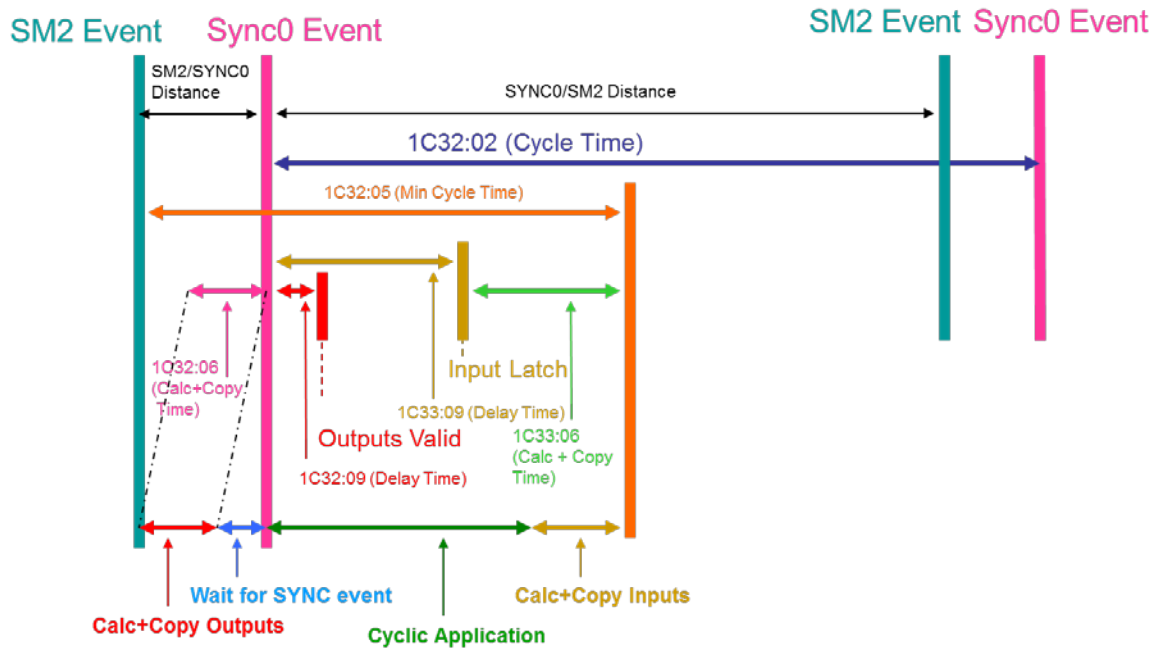 SM2 Event
Sync0 Event
SM2 Event
Sync0 Event
SM2/SYNC0
Distance
SYNC0/SM2 Distance
1C32:02 (Cycle Time)
1C32:05 (Min Cycle Time)
1C32:06
(Calc+Copy
Time)
Input Latch
1C33:09 (Delay Time)
Outputs Valid
1C33:06
(Calc + Copy
Time)
1C32:09 (Delay Time)
Wait for SYNC event
Calc+Copy Inputs
Calc+Copy Outputs
Cyclic Application